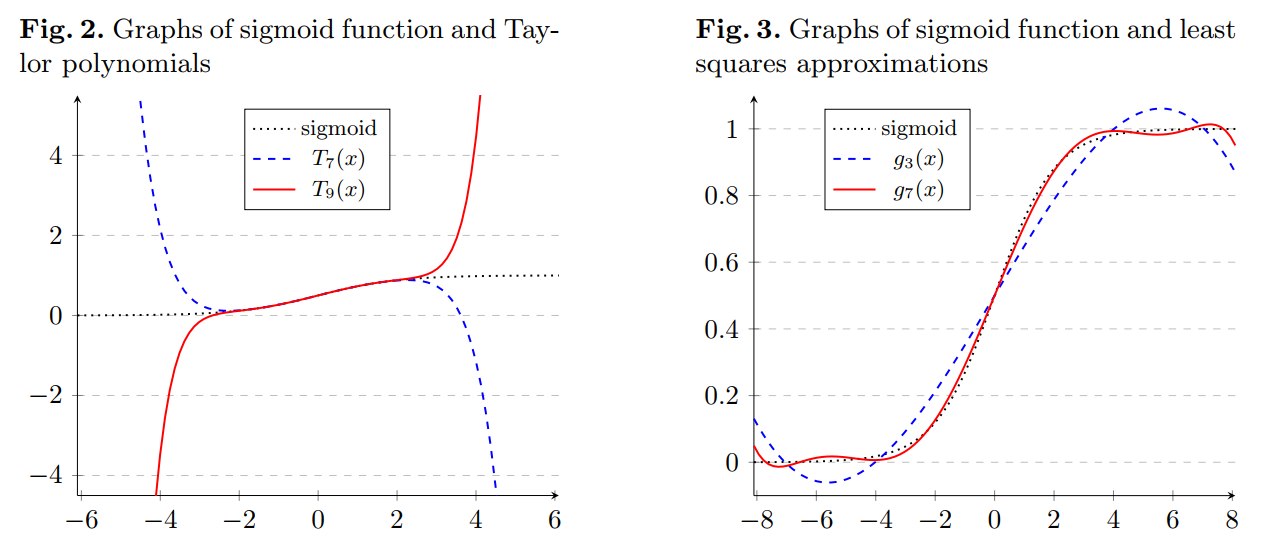 Fig. 2. Graphs of sigmoid function and Tay-
lor polynomials
sigmoid
T₇(x)
T₉(x)
4
2
0
−2
−4
−6 −4 −2 0 2 4 6
Fig. 3. Graphs of sigmoid function and least
squares approximations
sigmoid
g₃(x)
g₇(x)
1
0.8
0.6
0.4
0.2
0
−8 −6 −4 −2 0 2 4 6 8